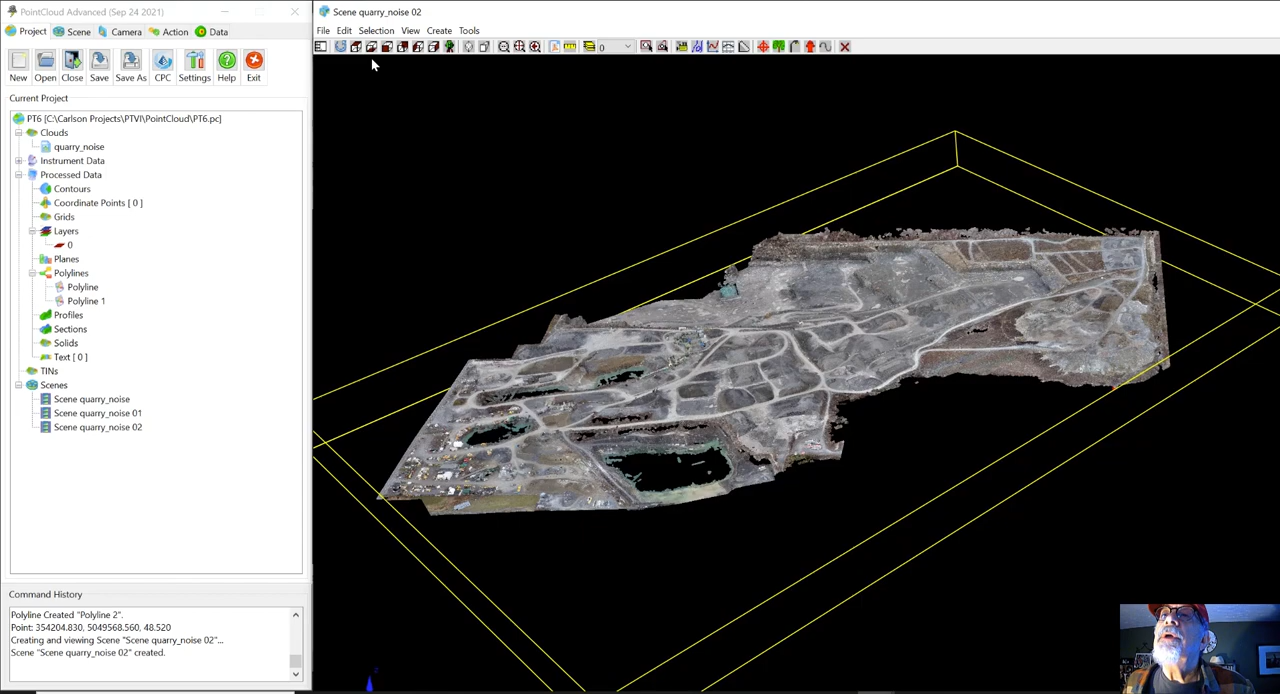 PointCloud Advanced (Sep 24 2021)
Project Scene Camera Action Data
New Open Close Save Save As CPC Settings Help Exit
Current Project
PT6 [C:\Carlson Projects\PTVI\PointCloud\PT6.pc]
Clouds
quarry_noise
Instrument Data
Processed Data
Contours
Coordinate Points [ 0 ]
Grids
Layers
0
Planes
Polylines
Polyline
Polyline 1
Profiles
Sections
Solids
Text [ 0 ]
TINs
Scenes
Scene quarry_noise
Scene quarry_noise 01
Scene quarry_noise 02
Command History
Polyline Created "Polyline 2".
Point: 354204.830, 5049568.560, 48.520
Creating and viewing Scene "Scene quarry_noise 02"...
Scene "Scene quarry_noise 02" created.
Scene quarry_noise 02
File Edit Selection View Create Tools
0